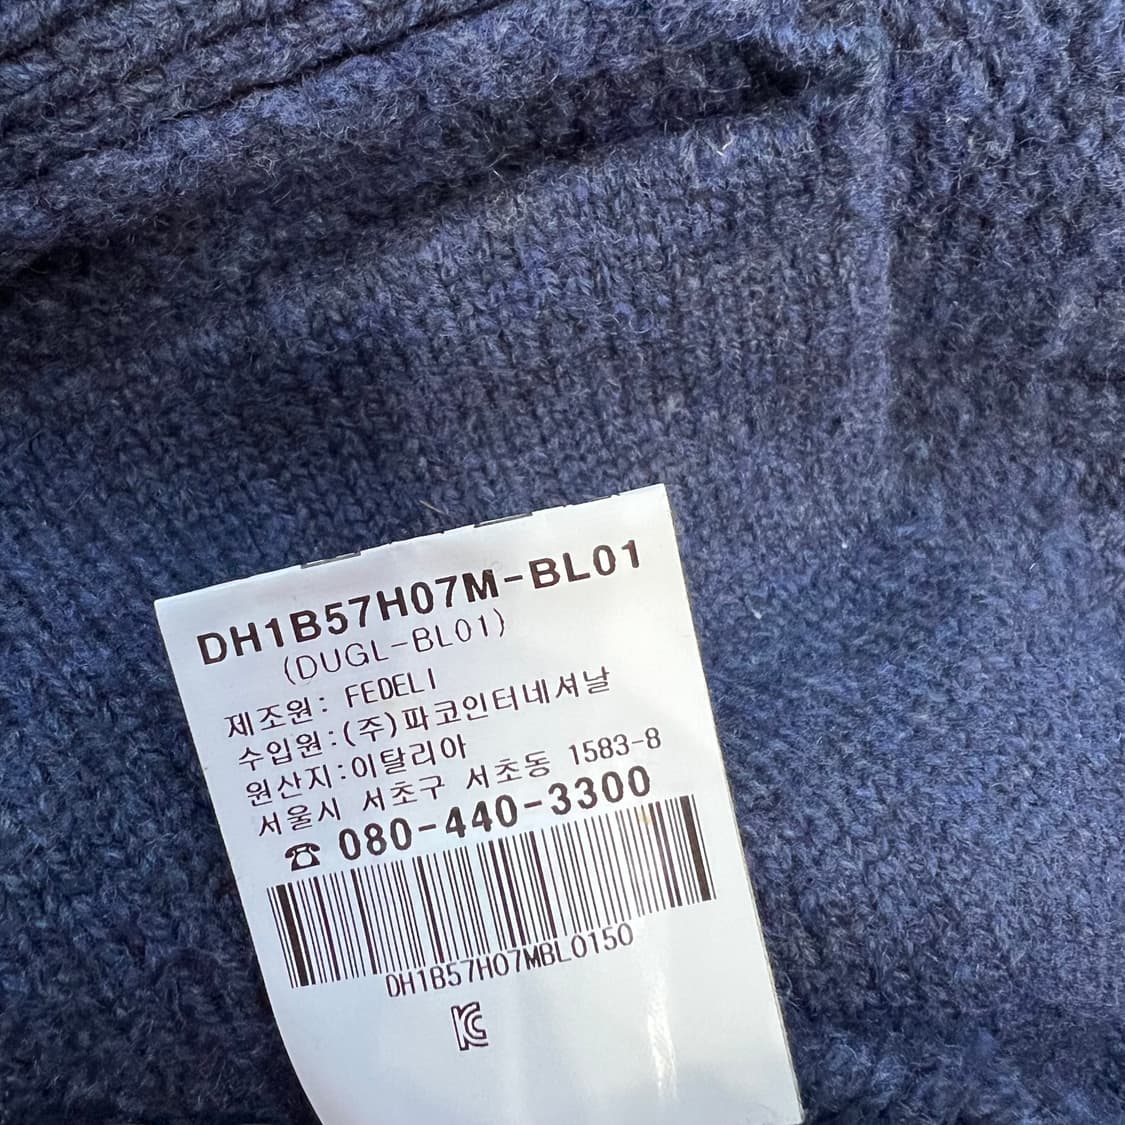 DH1B57H07M-BL01
(DUGL-BL01)
제조원: FEDELI
수입원:(주)파코인터네셔날
원산지:이탈리아
서울시 서초구 서초동 1583-8
☎ 080-440-3300
DH1B57H07MBL0150
KC